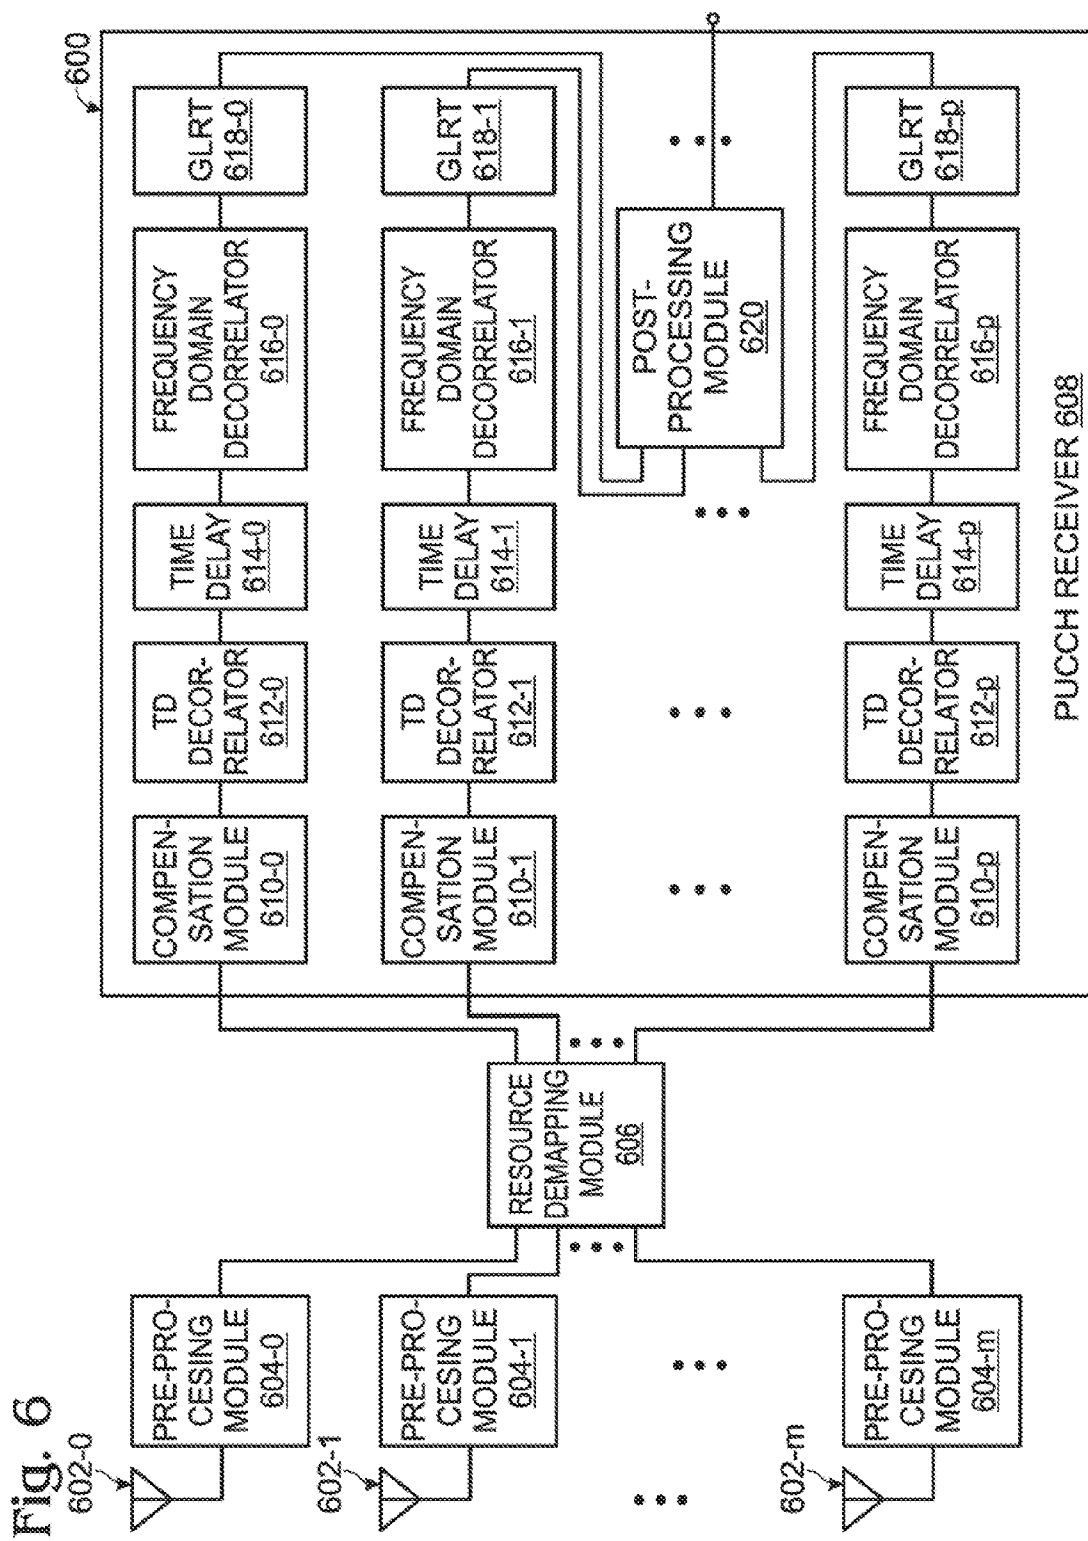 Fig. 6
602-0
PRE-PRO-
CESING
MODULE
604-0
602-1
PRE-PRO-
CESING
MODULE
604-1
602-m
PRE-PRO-
CESING
MODULE
604-m
RESOURCE
DEMAPPING
MODULE
606
600
COMPEN-
SATION
MODULE
610-0
TD
DECOR-
RELATOR
612-0
TIME
DELAY
614-0
FREQUENCY
DOMAIN
DECORRELATOR
616-0
GLRT
618-0
COMPEN-
SATION
MODULE
610-1
TD
DECOR-
RELATOR
612-1
TIME
DELAY
614-1
FREQUENCY
DOMAIN
DECORRELATOR
616-1
GLRT
618-1
POST-
PROCESSING
MODULE
620
COMPEN-
SATION
MODULE
610-p
TD
DECOR-
RELATOR
612-p
TIME
DELAY
614-p
FREQUENCY
DOMAIN
DECORRELATOR
616-p
GLRT
618-p
PUCCH RECEIVER 608